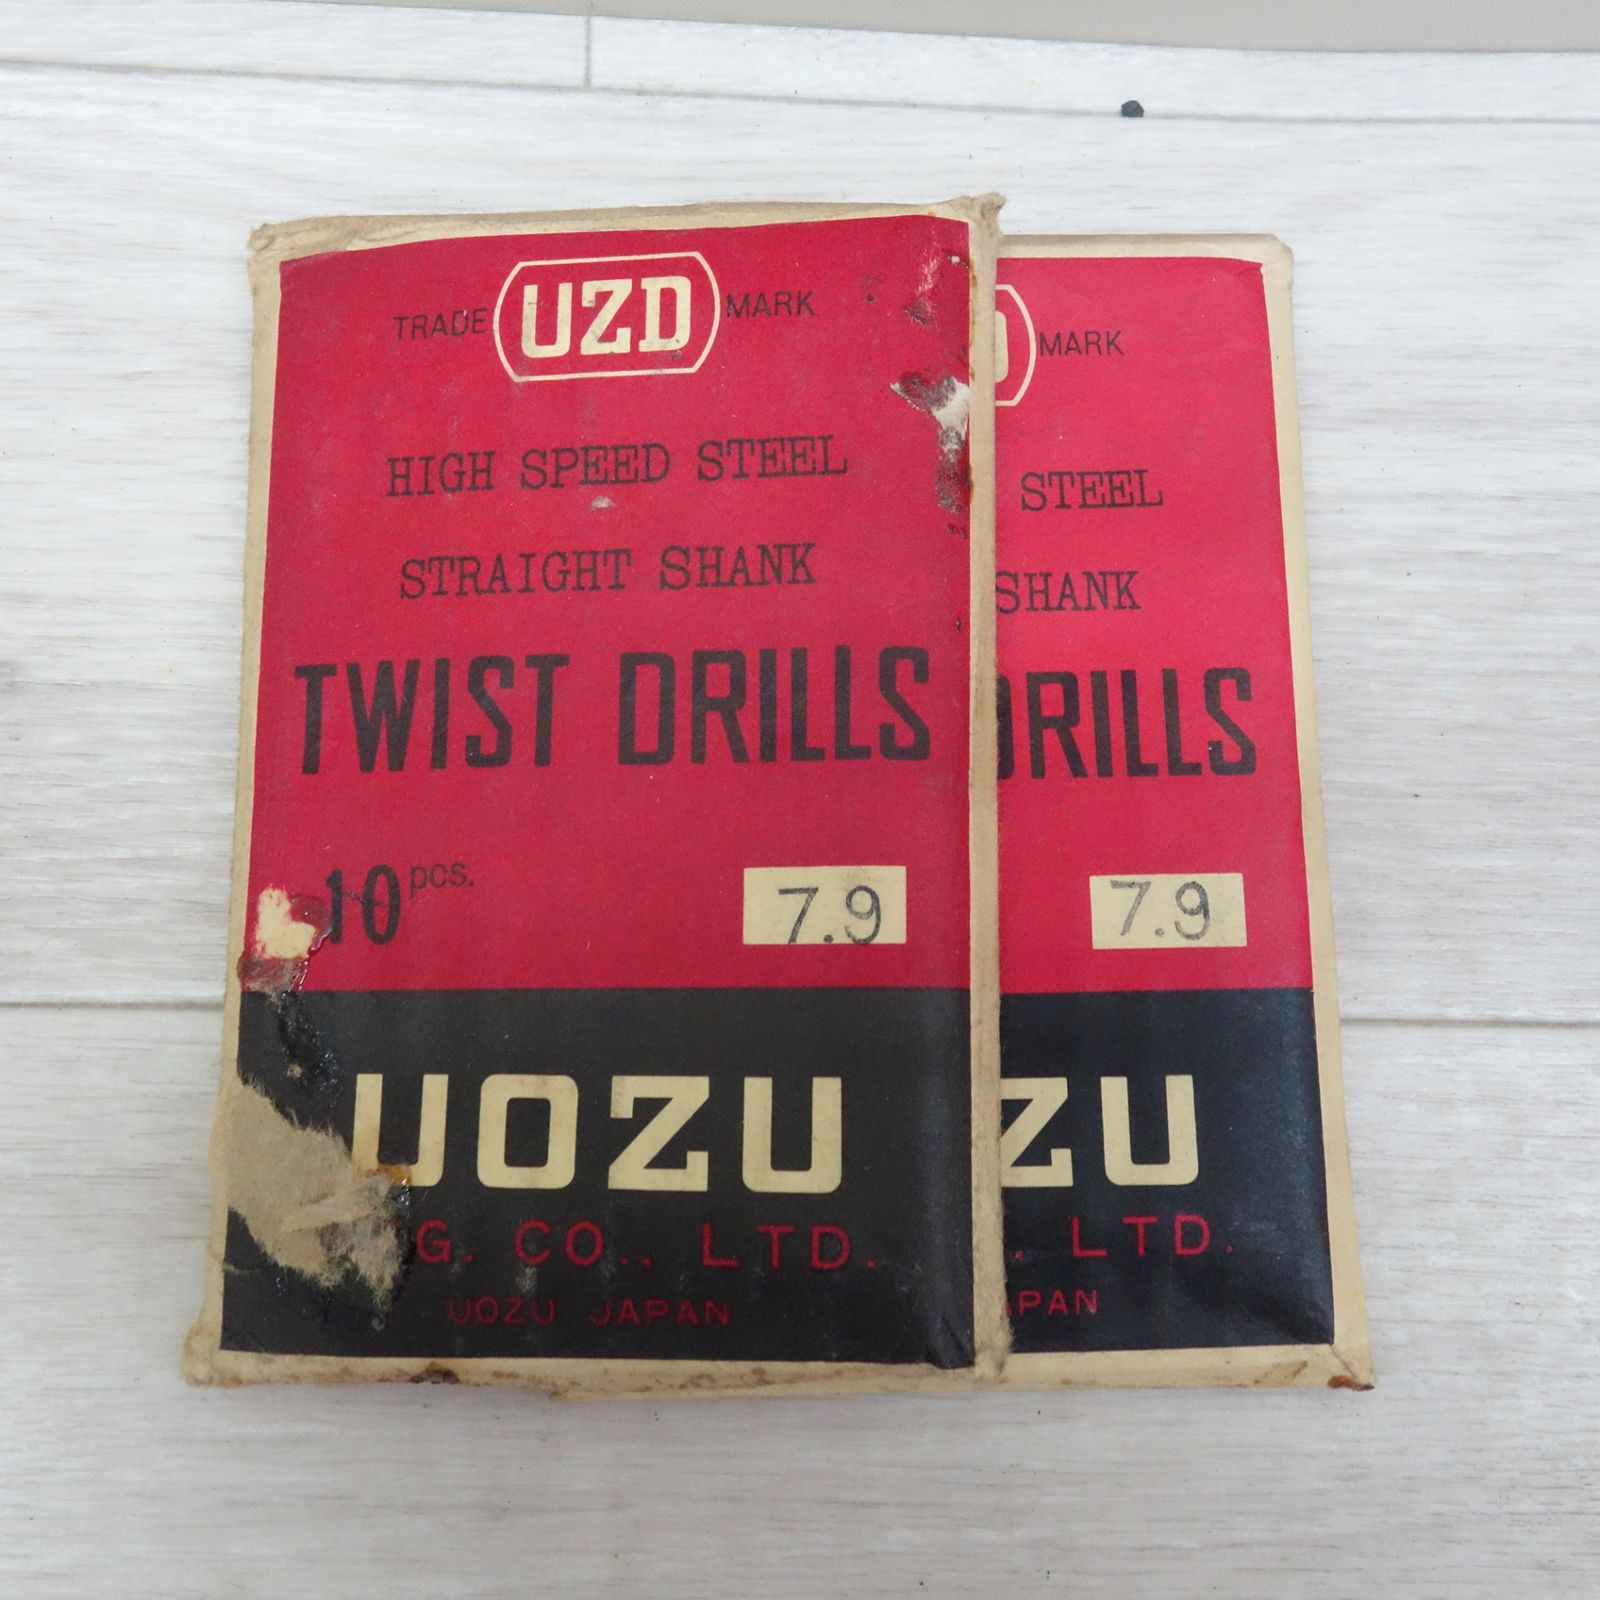 TRADE UZD MARK
HIGH SPEED STEEL
STRAIGHT SHANK
TWIST DRILLS
10 pcs. 7.9
UOZU
CO., LTD.
UOZU JAPAN
MARK
STEEL
SHANK
DRILLS
7.9
ZU
LTD.